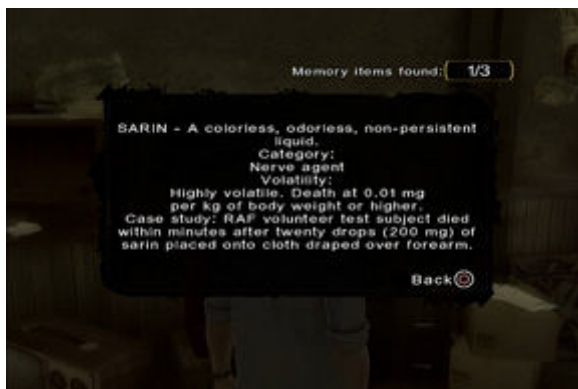 Memory items found: 1/3
SARIN - A colorless, odorless, non-persistent
liquid.
Category:
Nerve agent
Volatility:
Highly volatile. Death at 0.01 mg
per kg of body weight or higher.
Case study: RAF volunteer test subject died
within minutes after twenty drops (200 mg) of
sarin placed onto cloth draped over forearm.
Back